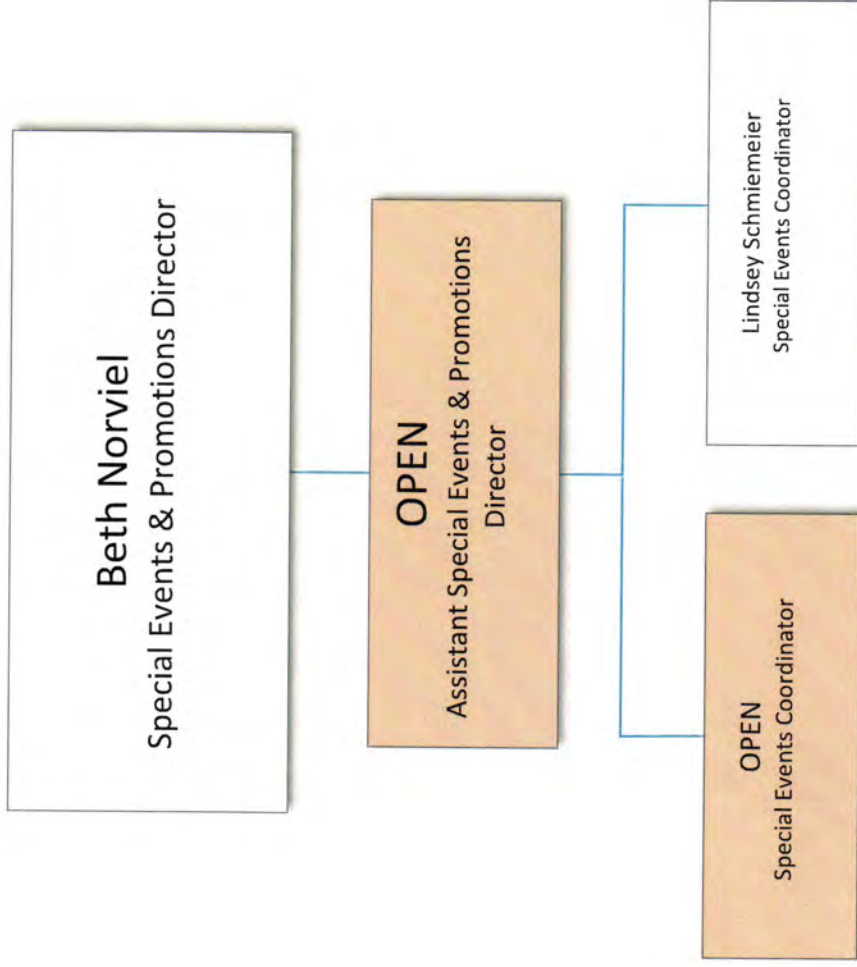 Beth Norviel
Special Events & Promotions Director
OPEN
Assistant Special Events & Promotions
Director
OPEN
Special Events Coordinator
Lindsey Schmiemeier
Special Events Coordinator